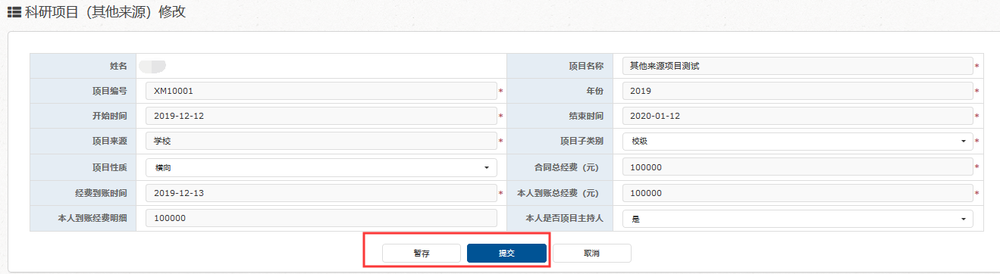 科研项目（其他来源）修改
姓名
项目名称 其他来源项目测试 *
项目编号 XM10001 *
年份 2019 *
开始时间 2019-12-12 *
结束时间 2020-01-12 *
项目来源 学校 *
项目子类别 校级 *
项目性质 横向
合同总经费（元） 100000 *
经费到账时间 2019-12-13 *
本人到账总经费（元） 100000 *
本人到账经费明细 100000
本人是否项目主持人 是
暂存 提交 取消